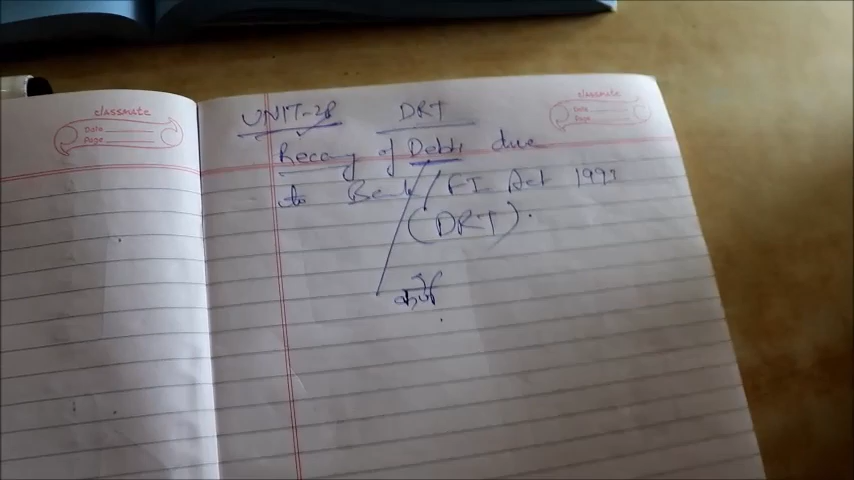 classmate
Date
Page
classmate
Date
Page
UNIT-28 DRT
Recovery of Debts due
to Bank / FI Act 1993
(DRT).
कर्ज